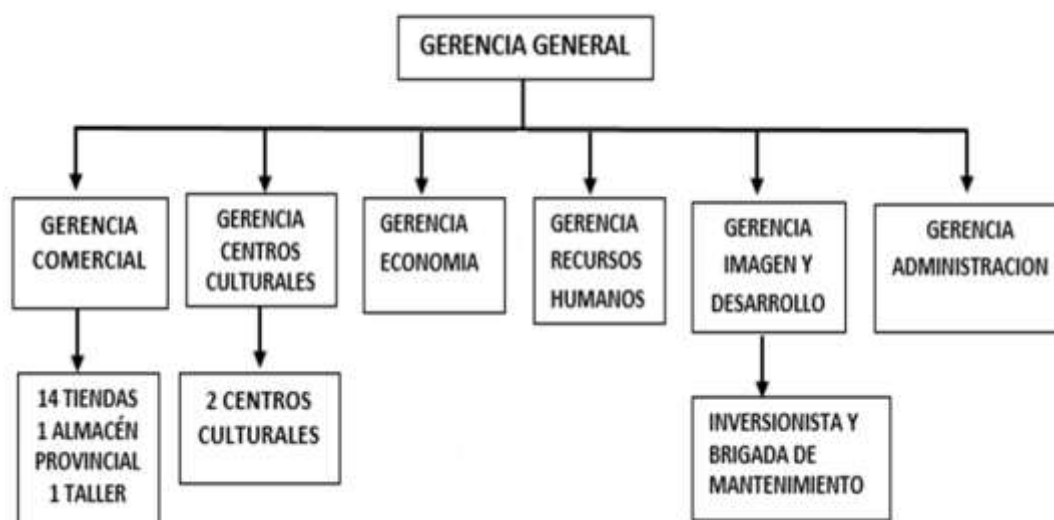 GERENCIA GENERAL
GERENCIA
COMERCIAL
GERENCIA
CENTROS
CULTURALES
GERENCIA
ECONOMIA
GERENCIA
RECURSOS
HUMANOS
GERENCIA
IMAGEN Y
DESARROLLO
GERENCIA
ADMINISTRACION
14 TIENDAS
1 ALMACÉN
PROVINCIAL
1 TALLER
2 CENTROS
CULTURALES
INVERSIONISTA Y
BRIGADA DE
MANTENIMIENTO